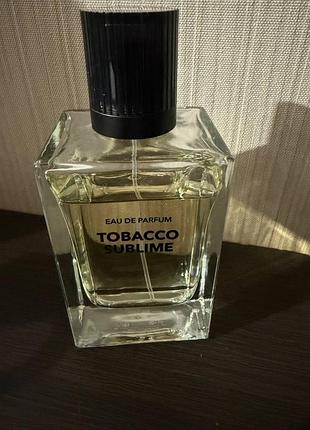 EAU DE PARFUM
TOBACCO
SUBLIME